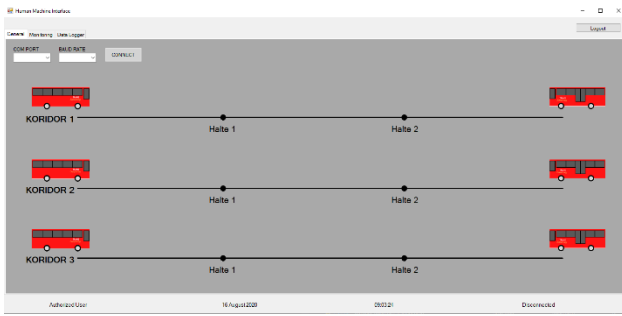 Human Machine Interface
Logout
General Monitoring Data Logger
COM PORT BAUD RATE
CONNECT
KORIDOR 1
Halte 1 Halte 2
KORIDOR 2
Halte 1 Halte 2
KORIDOR 3
Halte 1 Halte 2
Authorized User 16 August 2020 Disconnected